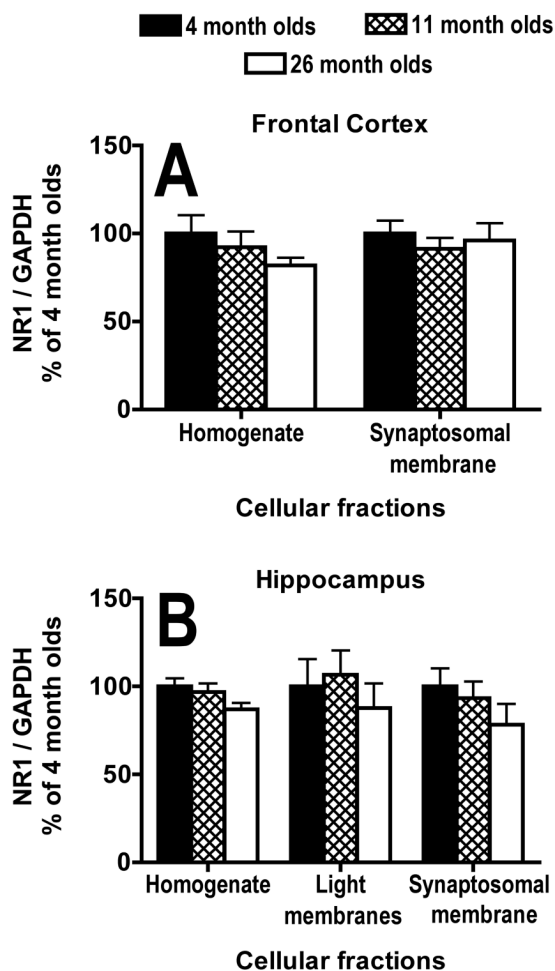 4 month olds 11 month olds
26 month olds
Frontal Cortex
A
NR1 / GAPDH
% of 4 month olds
150
100
50
0
Homogenate Synaptosomal
membrane
Cellular fractions
Hippocampus
B
NR1 / GAPDH
% of 4 month olds
150
100
50
0
Homogenate Light Synaptosomal
membranes membrane
Cellular fractions